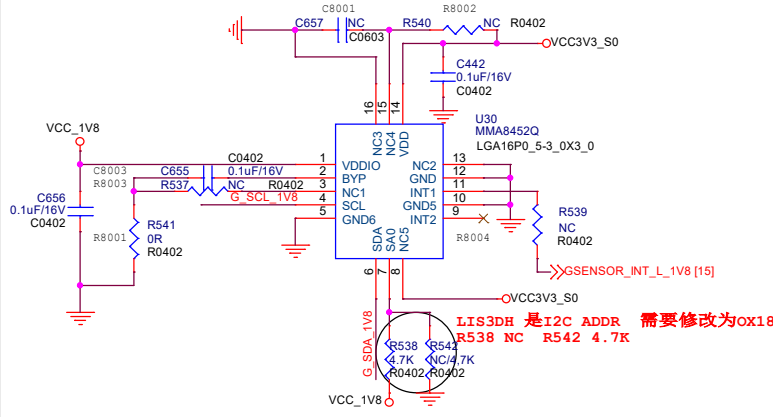 C8001
R8002
C657
NC
R540
NC
R0402
C0603
VCC3V3_S0
C442
0.1uF/16V
C0402
16
15
14
U30
MMA8452Q
LGA16P0_5-3_0X3_0
NC3
NC4
VDD
VCC_1V8
C8003
R8003
C655
C0402
0.1uF/16V
R537
NC
R0402
G_SCL_1V8
C656
0.1uF/16V
C0402
R541
0R
R0402
R8001
1
VDDIO
2
BYP
3
NC1
4
SCL
5
GND6
NC2
13
GND
12
INT1
11
GND5
10
INT2
9
R8004
R539
NC
R0402
GSENSOR_INT_L_1V8 [15]
SDA
SA0
NC5
6
7
8
VCC3V3_S0
G_SDA_1V8
LIS3DH 是I2C ADDR 需要修改为OX18
R538 NC R542 4.7K
R538
4.7K
R0402
R542
NC/4.7K
R0402
VCC_1V8